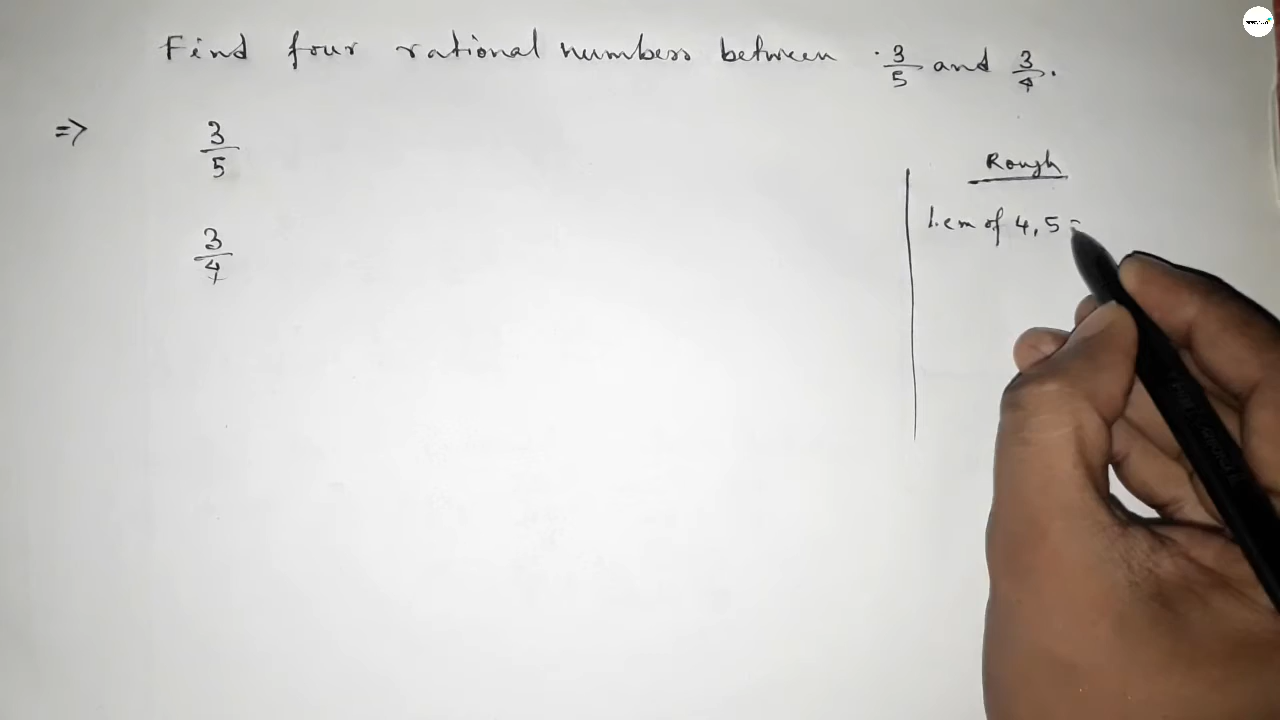 Find four rational numbers between 3/5 and 3/4.
=> 3/5
3/4
Rough
l.c.m of 4, 5 =